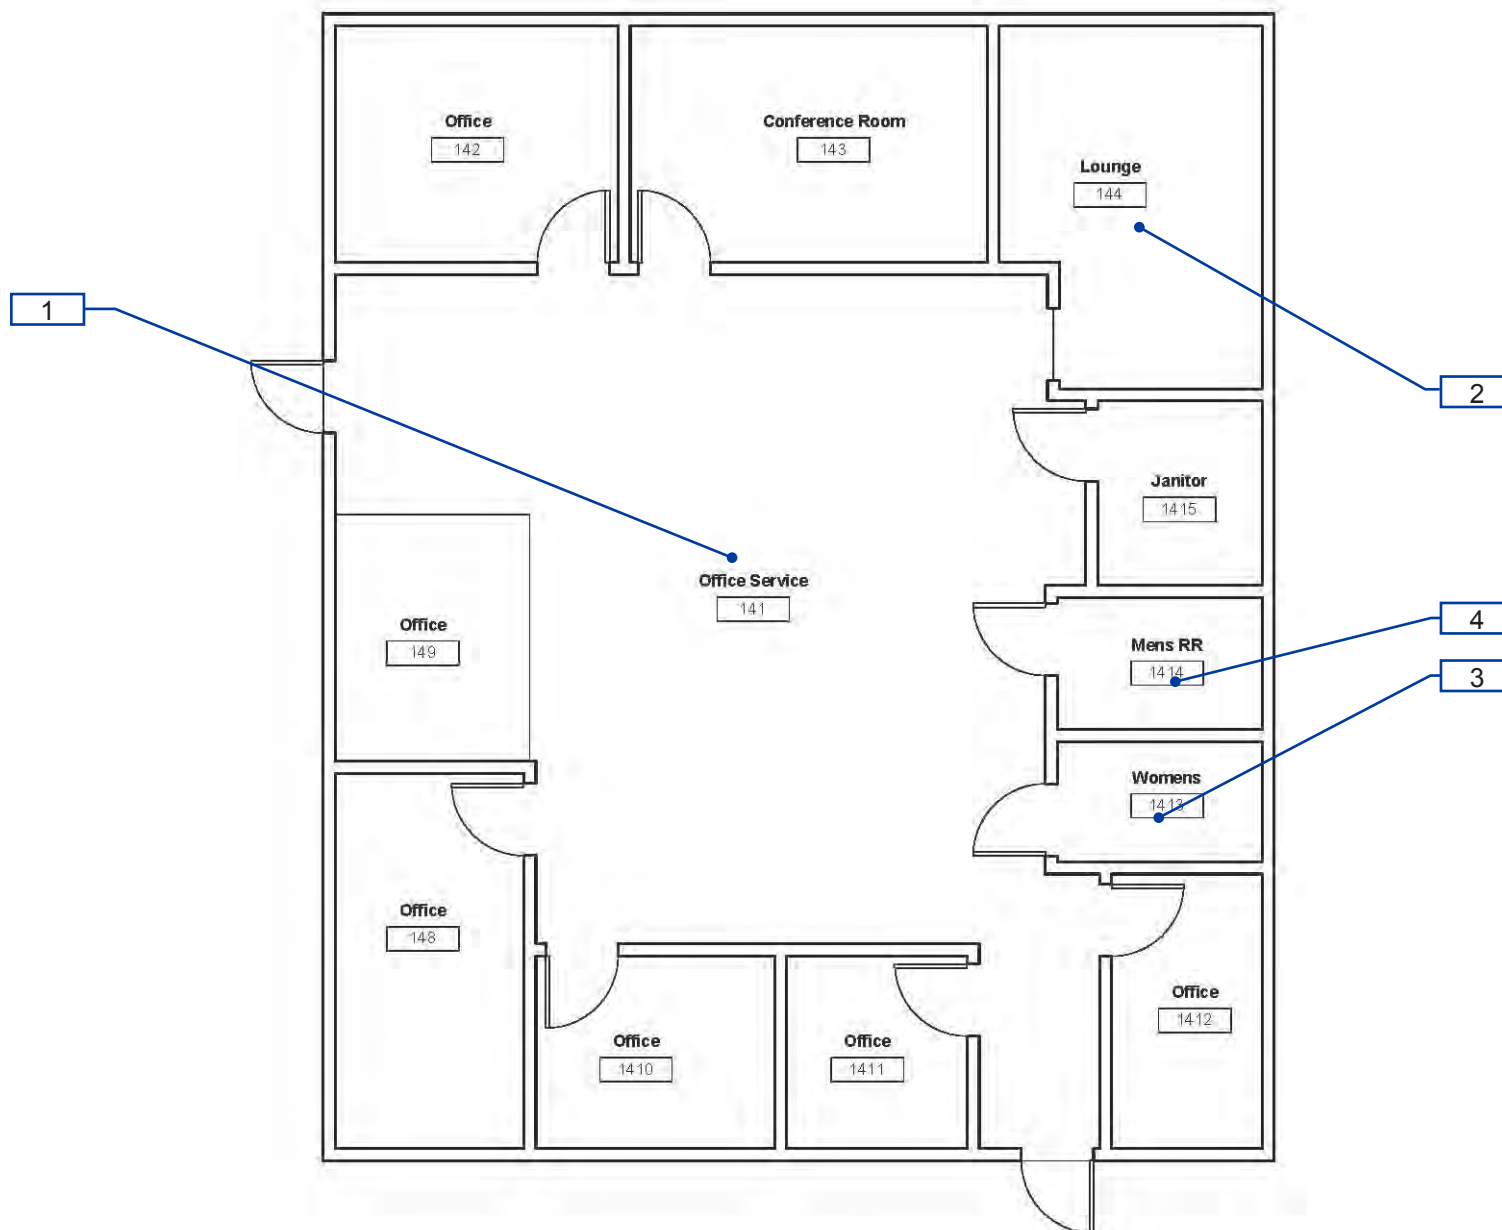 Office
142
Conference Room
143
Lounge
144
1
2
Janitor
1415
Office Service
141
Office
149
Mens RR
1414
4
3
Womens
1413
Office
148
Office
1412
Office
1410
Office
1411